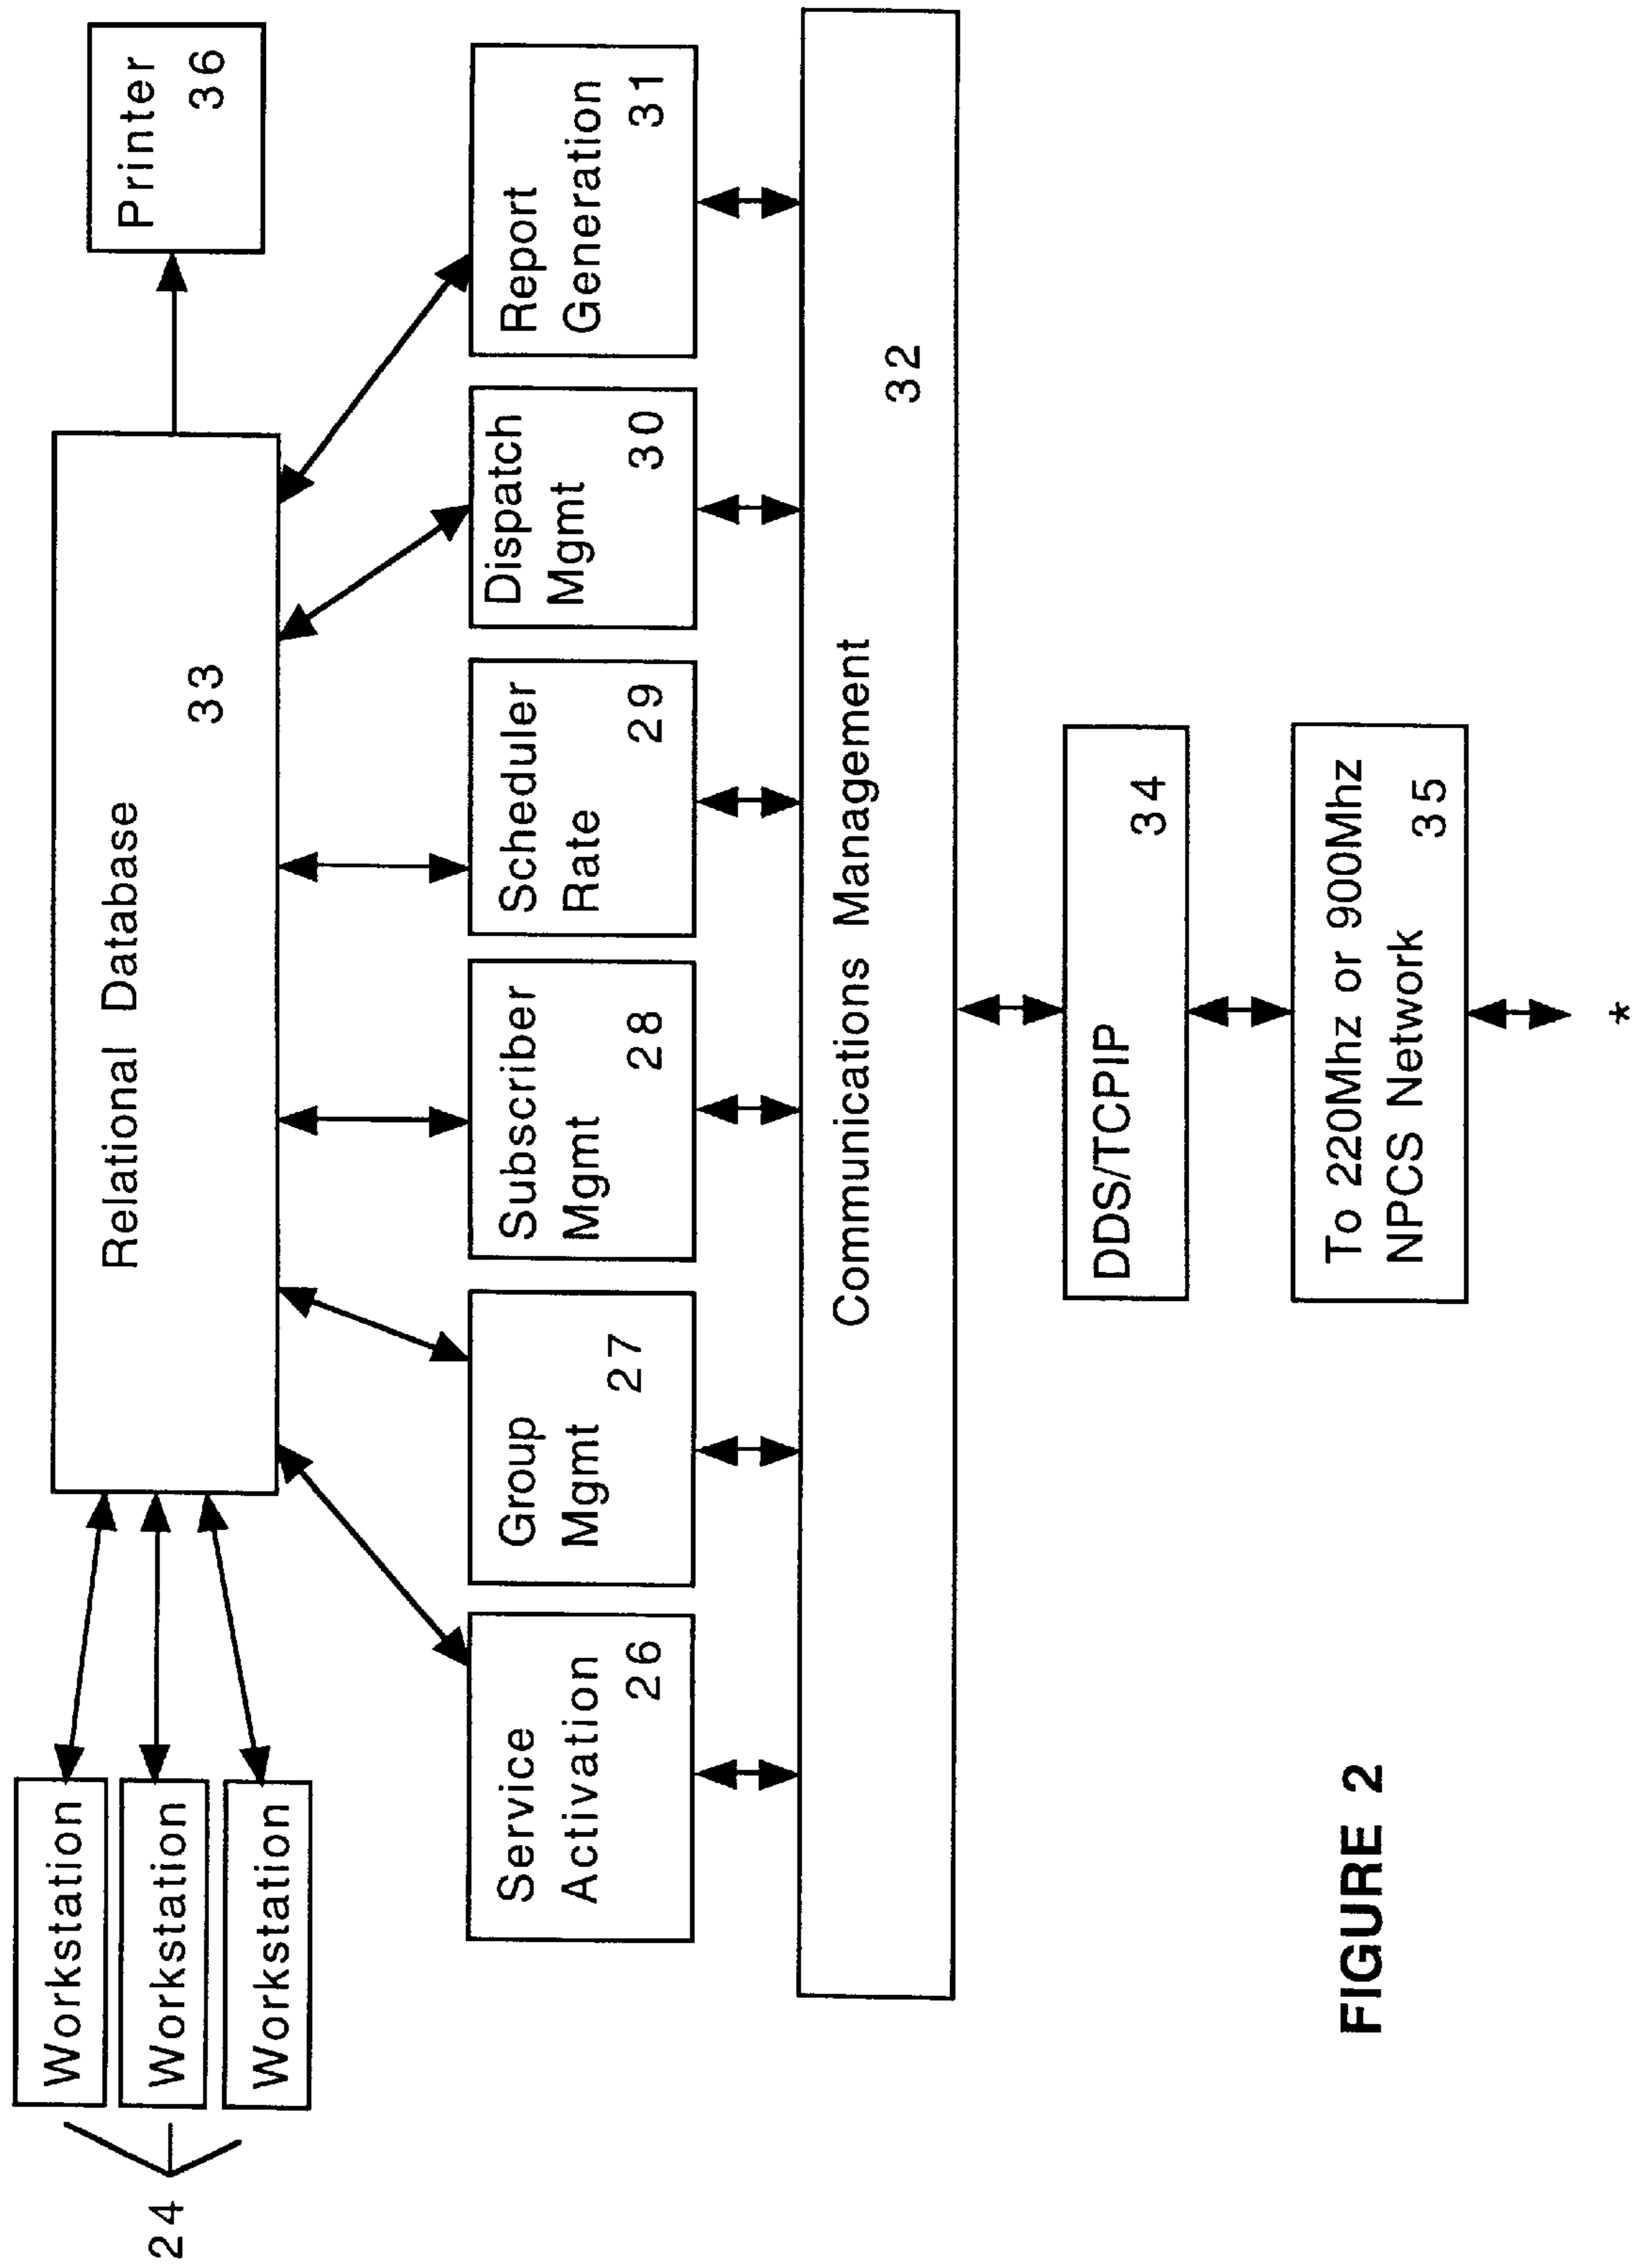 Workstation
Workstation
Workstation
24
Relational Database
33
Printer
36
Service
Activation
26
Group
Mgmt
27
Subscriber
Mgmt
28
Scheduler
Rate
29
Dispatch
Mgmt
30
Report
Generation
31
Communications Management
32
DDS/TCPIP
34
To 220Mhz or 900Mhz
NPCS Network
35
*
FIGURE 2